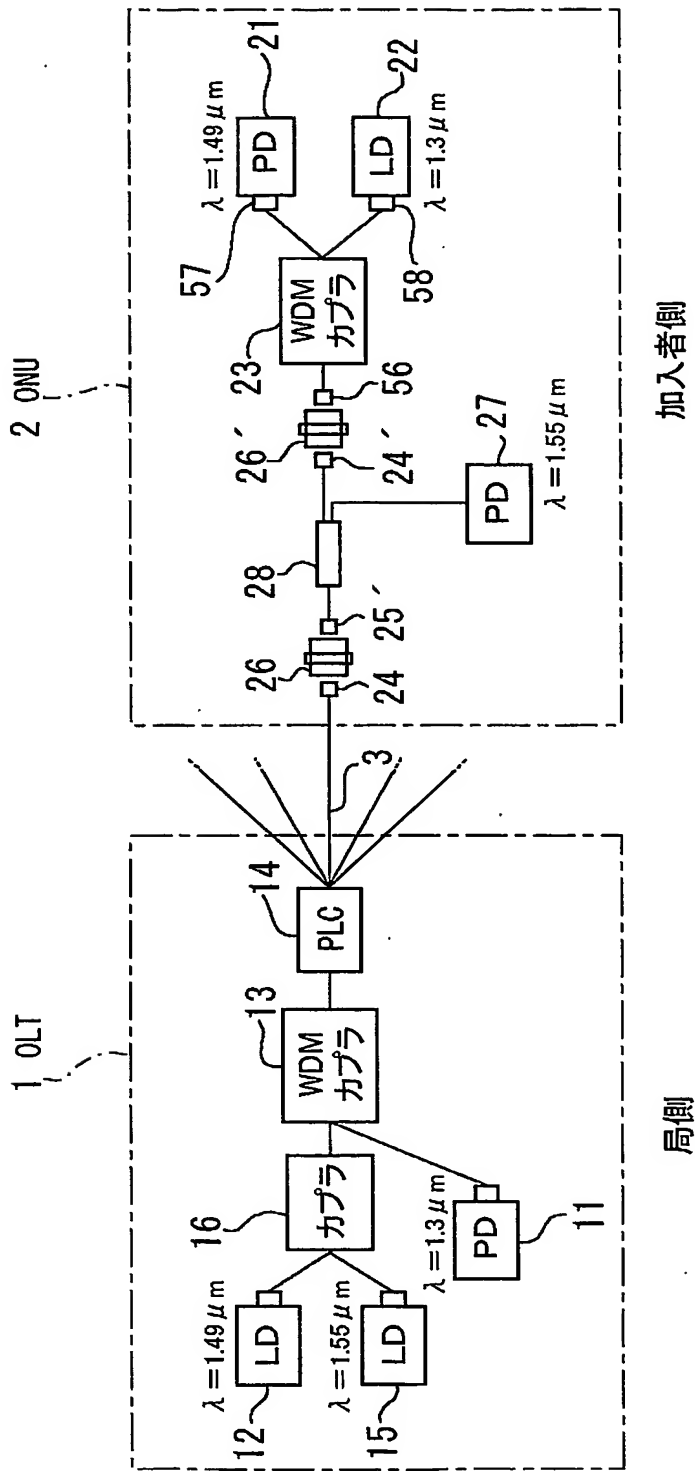 1 OLT
12
LD
λ=1.49μm
15
LD
λ=1.55μm
16
カプラ
11
PD
λ=1.3μm
13
WDM
カプラ
14
PLC
3
局側
2 ONU
24
26
25´
28
24´
26´
56
23
WDM
カプラ
57
PD
21
λ=1.49μm
58
LD
22
λ=1.3μm
27
PD
λ=1.55μm
加入者側